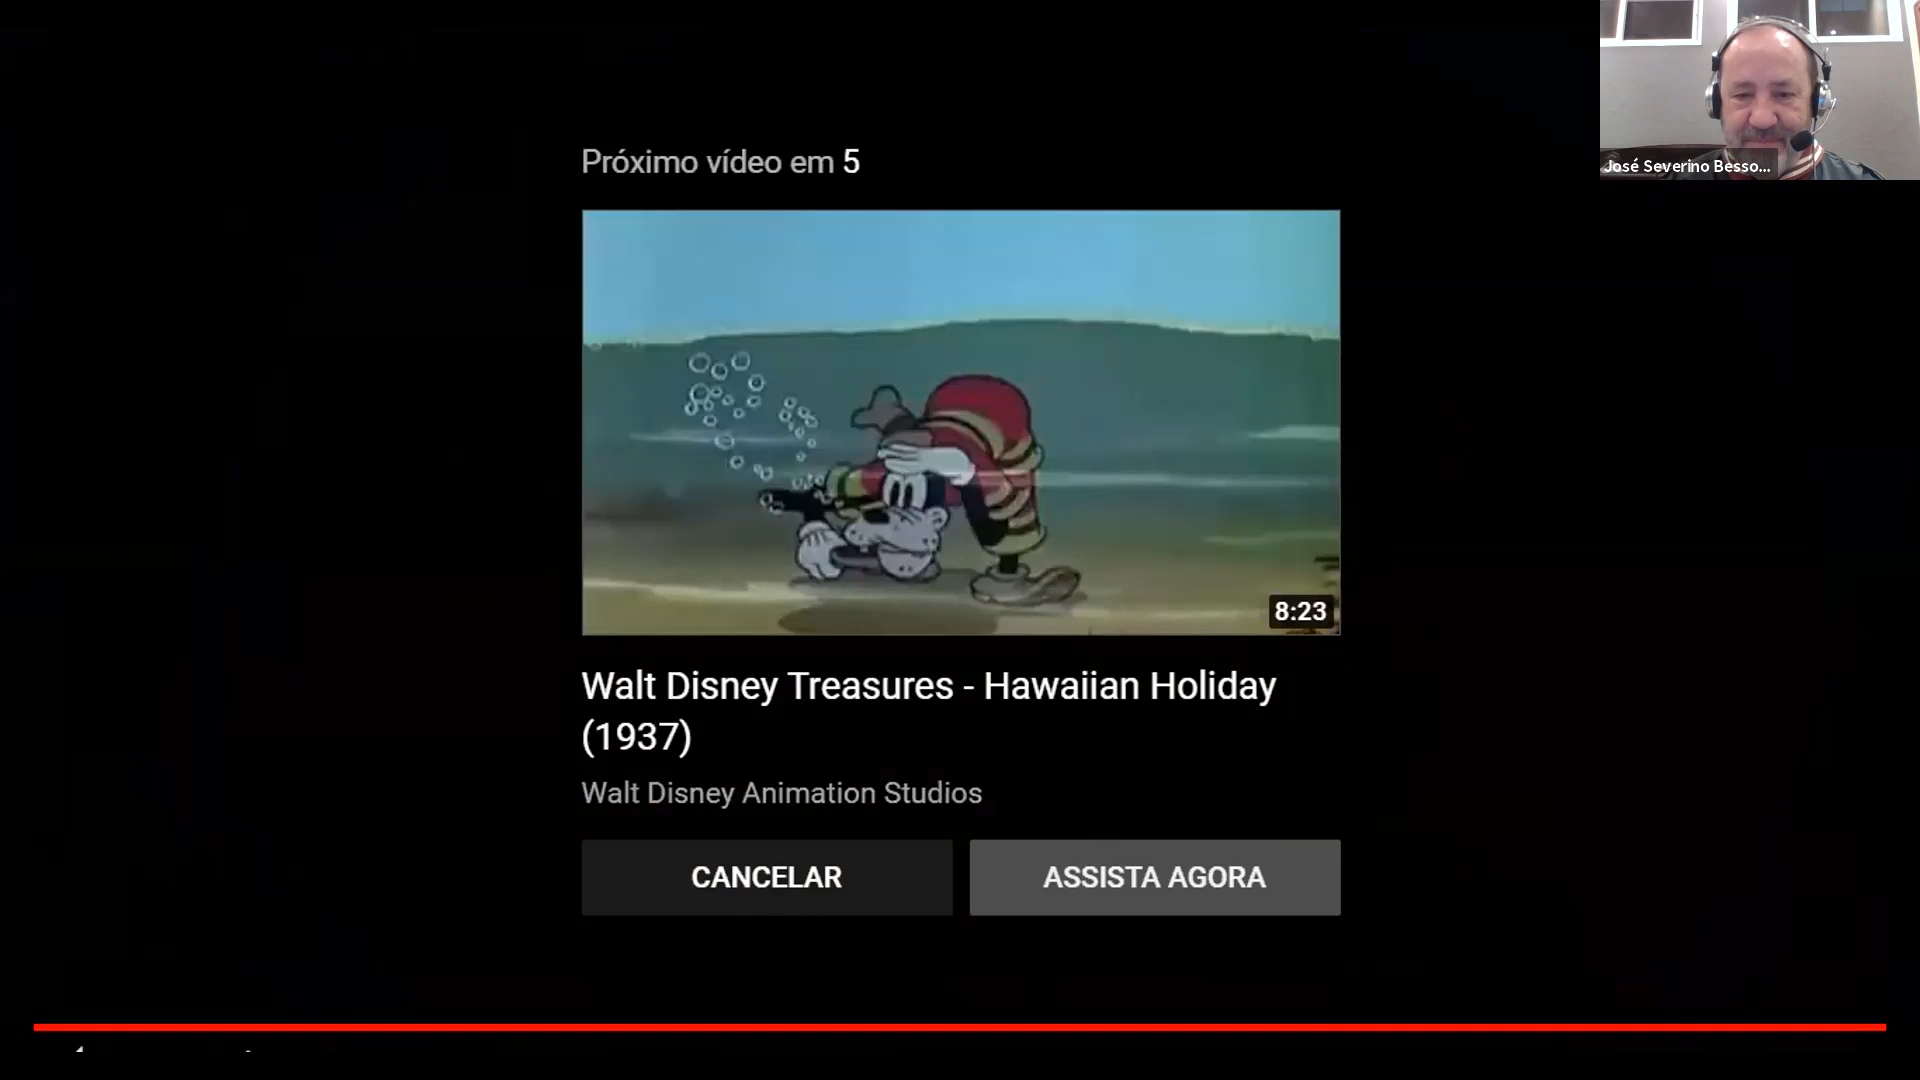 José Severino Besso...
Próximo vídeo em 5
8:23
Walt Disney Treasures - Hawaiian Holiday
(1937)
Walt Disney Animation Studios
CANCELAR
ASSISTA AGORA